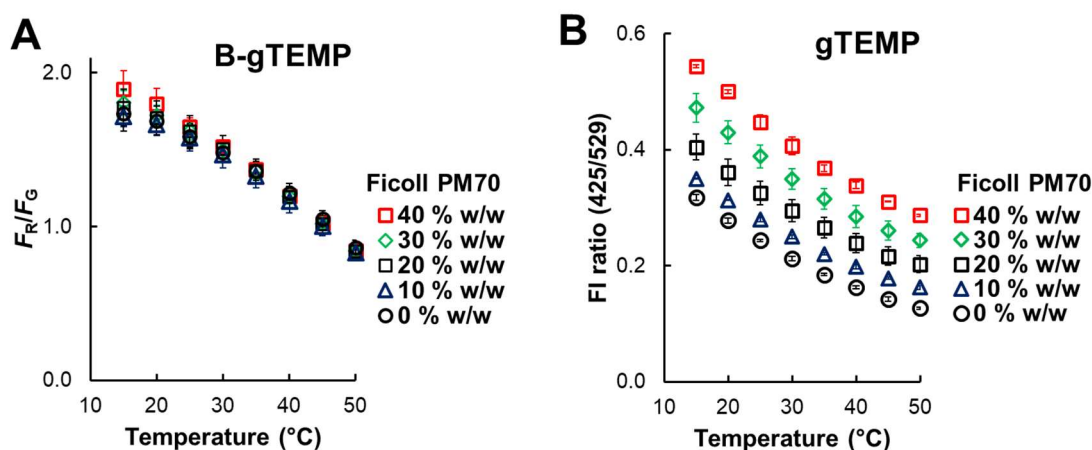 A
B-gTEMP
2.0
1.0
0.0
F_R/F_G
10 20 30 40 50
Temperature (°C)
Ficoll PM70
40 % w/w
30 % w/w
20 % w/w
10 % w/w
0 % w/w
B
gTEMP
0.6
0.4
0.2
0.0
FI ratio (425/529)
10 20 30 40 50
Temperature (°C)
Ficoll PM70
40 % w/w
30 % w/w
20 % w/w
10 % w/w
0 % w/w